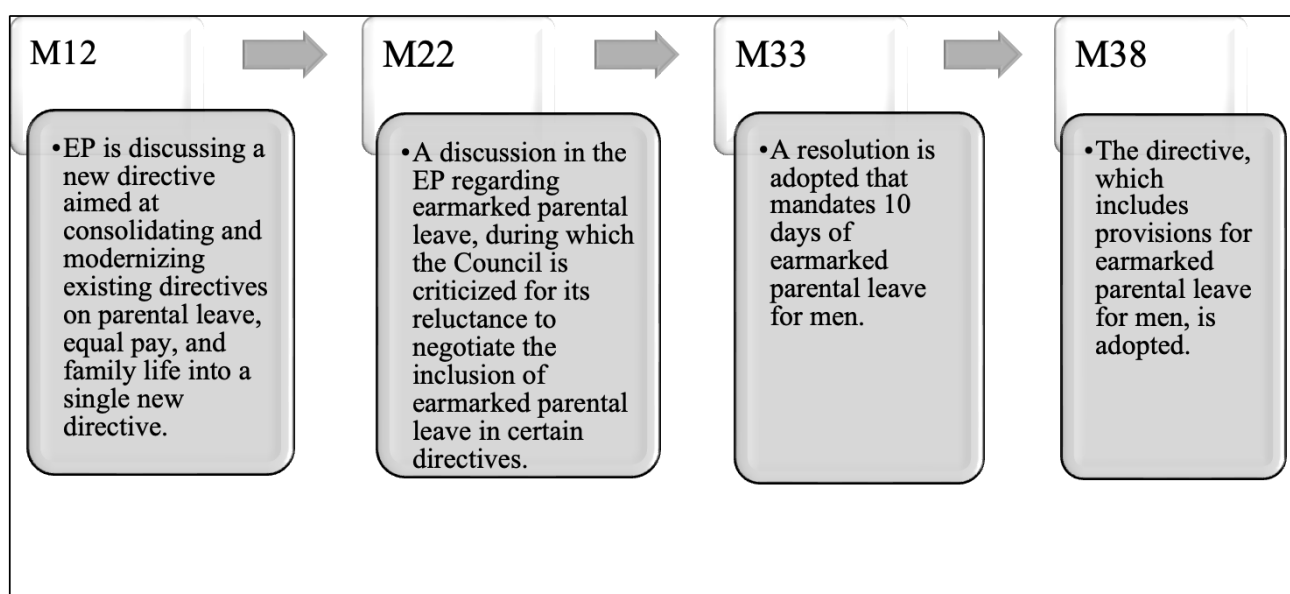 M12
•EP is discussing a
new directive
aimed at
consolidating and
modernizing
existing directives
on parental leave,
equal pay, and
family life into a
single new
directive.
M22
•A discussion in the
EP regarding
earmarked parental
leave, during which
the Council is
criticized for its
reluctance to
negotiate the
inclusion of
earmarked parental
leave in certain
directives.
M33
•A resolution is
adopted that
mandates 10
days of
earmarked
parental leave
for men.
M38
•The directive,
which
includes
provisions for
earmarked
parental leave
for men, is
adopted.